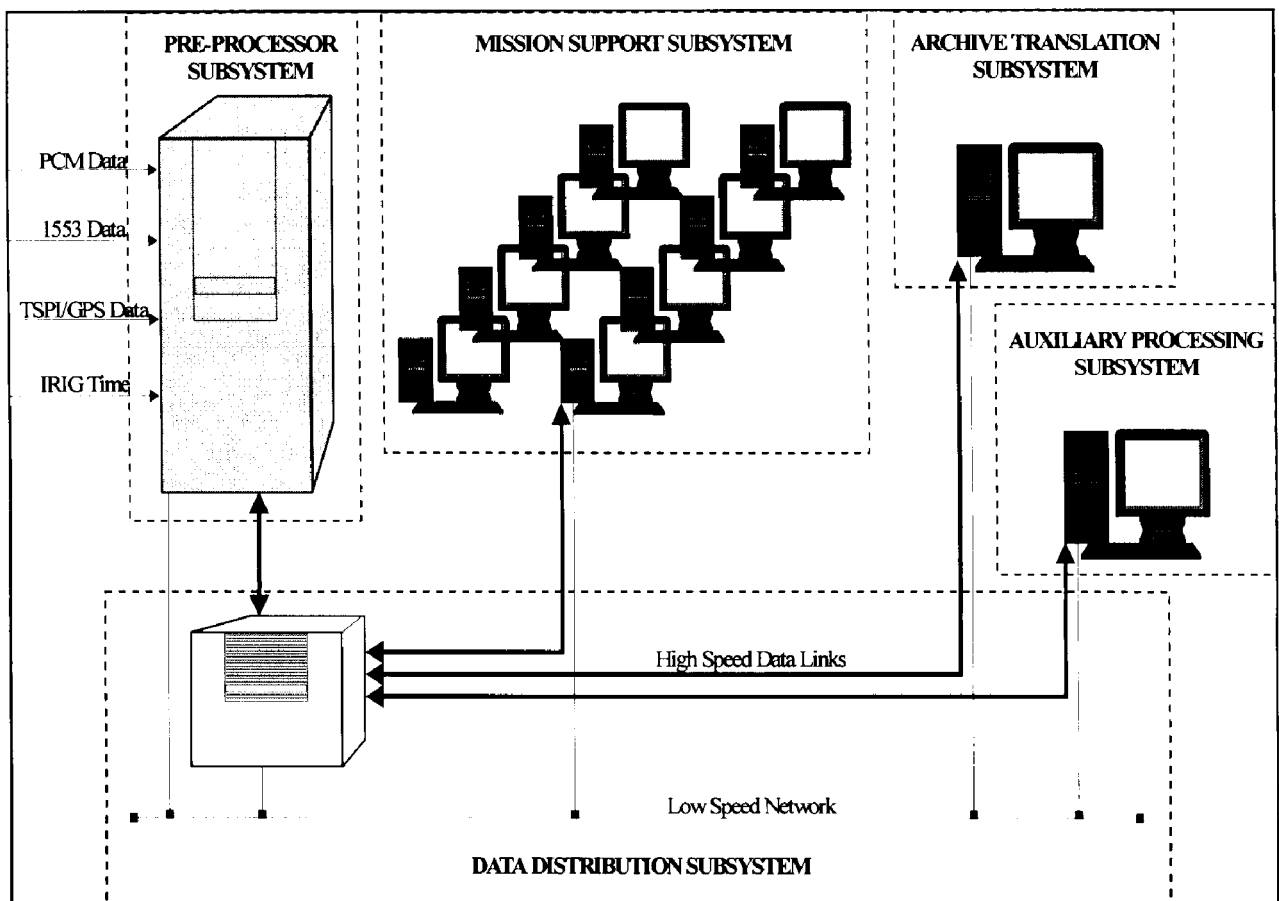 PRE-PROCESSOR
SUBSYSTEM
MISSION SUPPORT SUBSYSTEM
ARCHIVE TRANSLATION
SUBSYSTEM
PCM Data
1553 Data
TSPI/GPS Data
IRIG Time
AUXILIARY PROCESSING
SUBSYSTEM
High Speed Data Links
Low Speed Network
DATA DISTRIBUTION SUBSYSTEM